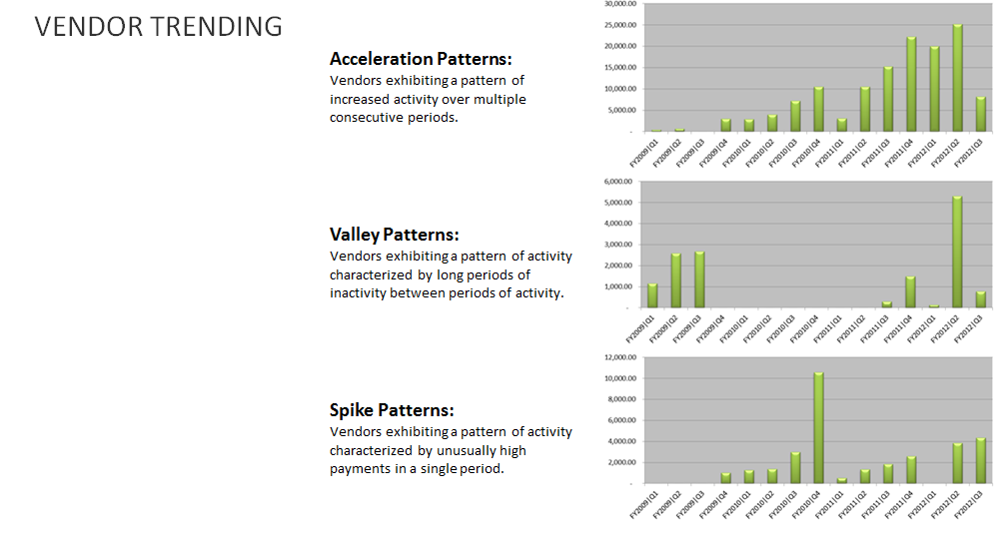 VENDOR TRENDING
Acceleration Patterns:
Vendors exhibiting a pattern of
increased activity over multiple
consecutive periods.
30,000.00
25,000.00
20,000.00
15,000.00
10,000.00
5,000.00
-
FY2009|Q1
FY2009|Q2
FY2009|Q3
FY2009|Q4
FY2010|Q1
FY2010|Q2
FY2010|Q3
FY2010|Q4
FY2011|Q1
FY2011|Q2
FY2011|Q3
FY2011|Q4
FY2012|Q1
FY2012|Q2
FY2012|Q3
Valley Patterns:
Vendors exhibiting a pattern of activity
characterized by long periods of
inactivity between periods of activity.
6,000.00
5,000.00
4,000.00
3,000.00
2,000.00
1,000.00
-
FY2009|Q1
FY2009|Q2
FY2009|Q3
FY2009|Q4
FY2010|Q1
FY2010|Q2
FY2010|Q3
FY2010|Q4
FY2011|Q1
FY2011|Q2
FY2011|Q3
FY2011|Q4
FY2012|Q1
FY2012|Q2
FY2012|Q3
Spike Patterns:
Vendors exhibiting a pattern of activity
characterized by unusually high
payments in a single period.
12,000.00
10,000.00
8,000.00
6,000.00
4,000.00
2,000.00
-
FY2009|Q1
FY2009|Q2
FY2009|Q3
FY2009|Q4
FY2010|Q1
FY2010|Q2
FY2010|Q3
FY2010|Q4
FY2011|Q1
FY2011|Q2
FY2011|Q3
FY2011|Q4
FY2012|Q1
FY2012|Q2
FY2012|Q3